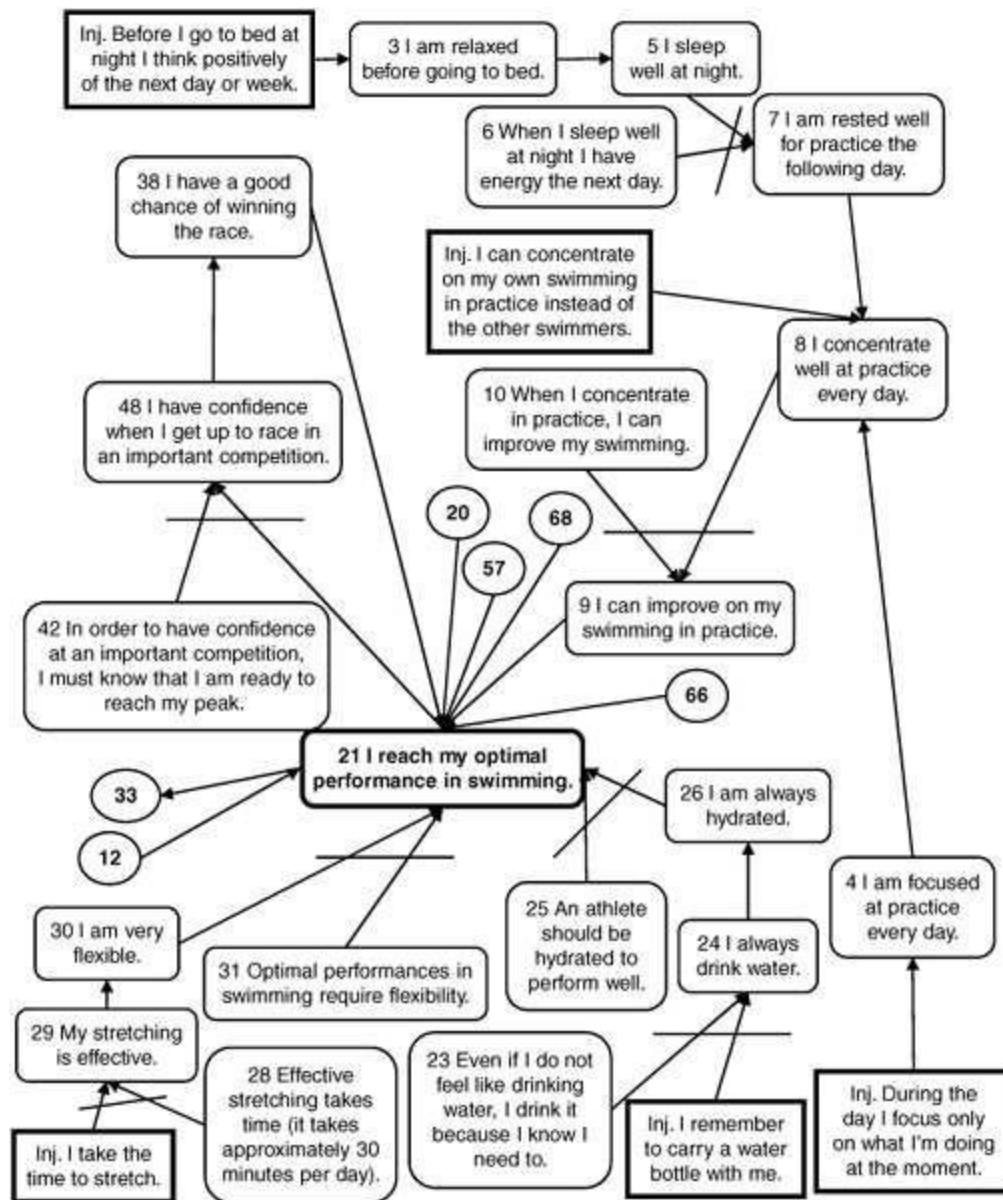 Inj. Before I go to bed at
night I think positively
of the next day or week.
3 I am relaxed
before going to bed.
5 I sleep
well at night.
6 When I sleep well
at night I have
energy the next day.
7 I am rested well
for practice the
following day.
38 I have a good
chance of winning
the race.
Inj. I can concentrate
on my own swimming
in practice instead of
the other swimmers.
8 I concentrate
well at practice
every day.
48 I have confidence
when I get up to race in
an important competition.
10 When I concentrate
in practice, I can
improve my swimming.
20
68
57
42 In order to have confidence
at an important competition,
I must know that I am ready to
reach my peak.
9 I can improve on my
swimming in practice.
66
21 I reach my optimal
performance in swimming.
33
12
26 I am always
hydrated.
30 I am very
flexible.
31 Optimal performances in
swimming require flexibility.
25 An athlete
should be
hydrated to
perform well.
24 I always
drink water.
4 I am focused
at practice
every day.
29 My stretching
is effective.
28 Effective
stretching takes
time (it takes
approximately 30
minutes per day).
23 Even if I do not
feel like drinking
water, I drink it
because I know I
need to.
Inj. I take the
time to stretch.
Inj. I remember
to carry a water
bottle with me.
Inj. During the
day I focus only
on what I'm doing
at the moment.